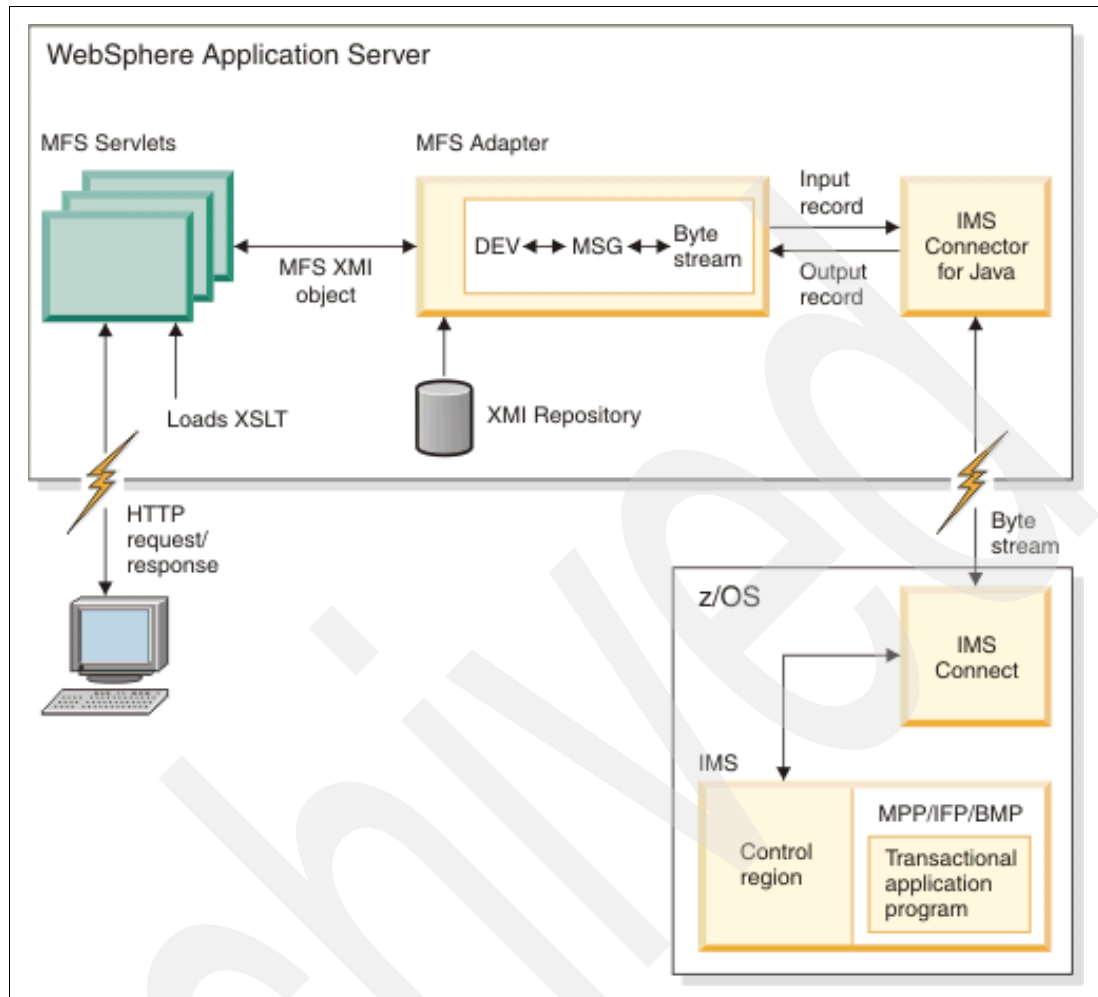 WebSphere Application Server
MFS Servlets
MFS Adapter
Input
record
IMS
Connector
for Java
DEV
MSG
Byte
stream
MFS XMI
object
Output
record
Loads XSLT
XMI Repository
HTTP
request/
response
Byte
stream
z/OS
IMS
Connect
IMS
Control
region
MPP/IFP/BMP
Transactional
application
program